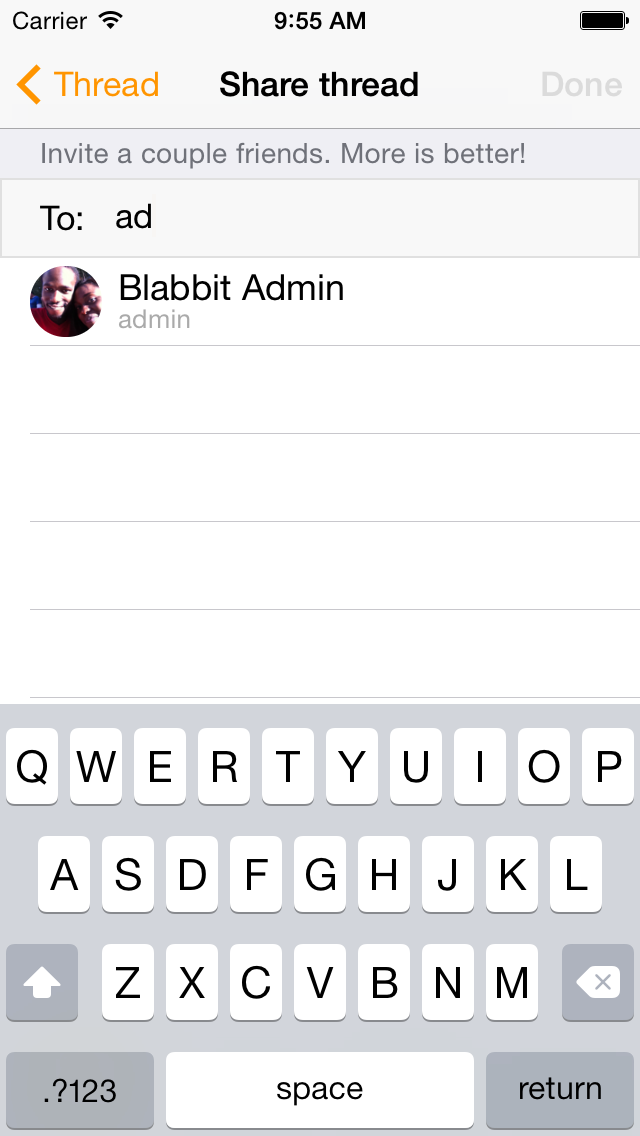 Carrier 9:55 AM
Thread Share thread Done
Invite a couple friends. More is better!
To: ad
Blabbit Admin
admin
Q W E R T Y U I O P
A S D F G H J K L
Z X C V B N M
.?123 space return